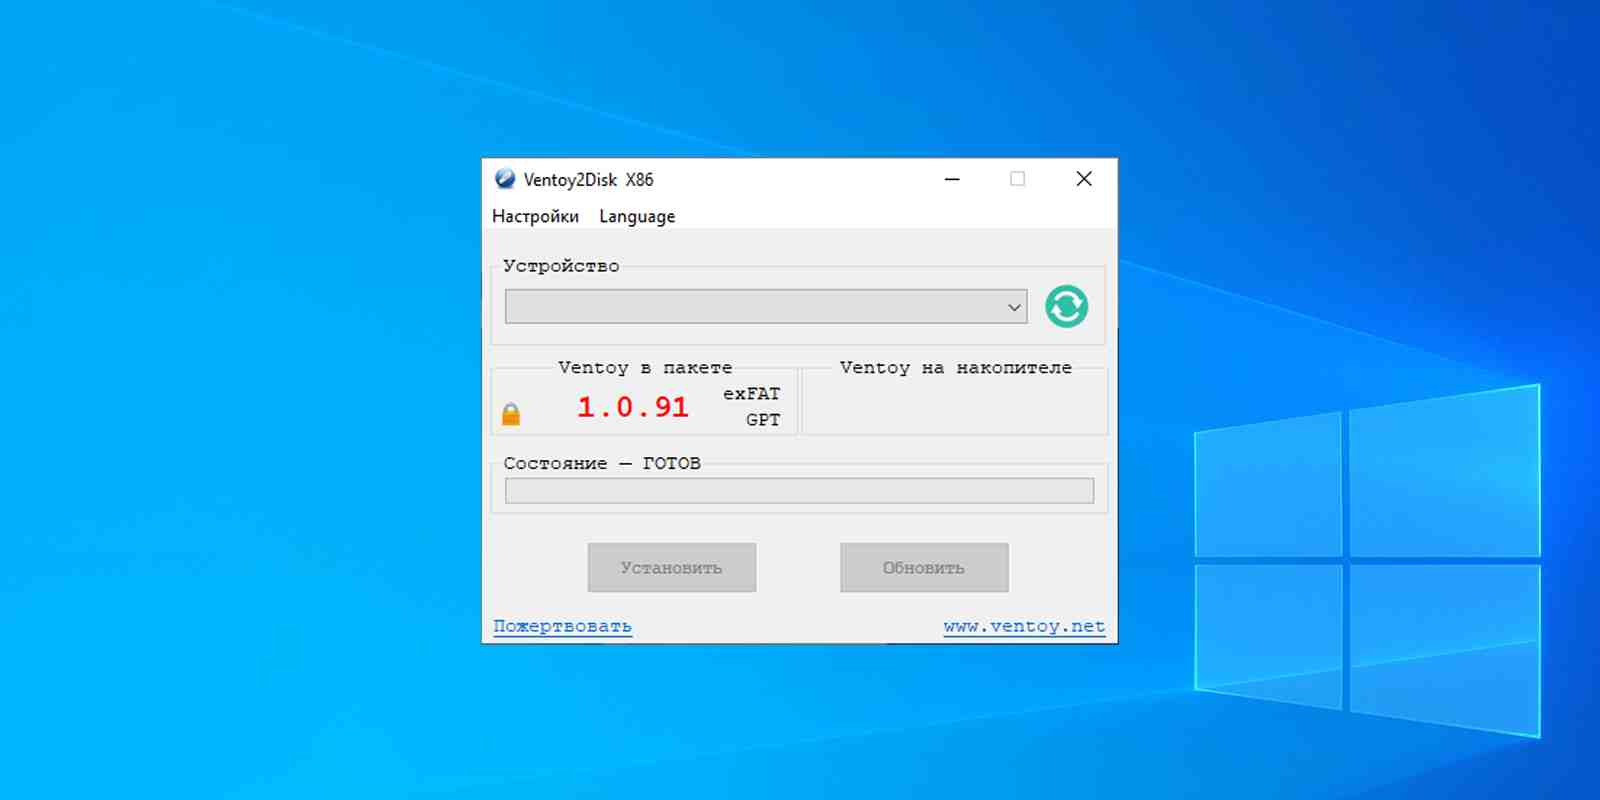 Ventoy2Disk X86
Настройки Language
Устройство
Ventoy в пакете
Ventoy на накопителе
1.0.91
exFAT
GPT
Состояние — ГОТОВ
Установить
Обновить
Пожертвовать
www.ventoy.net